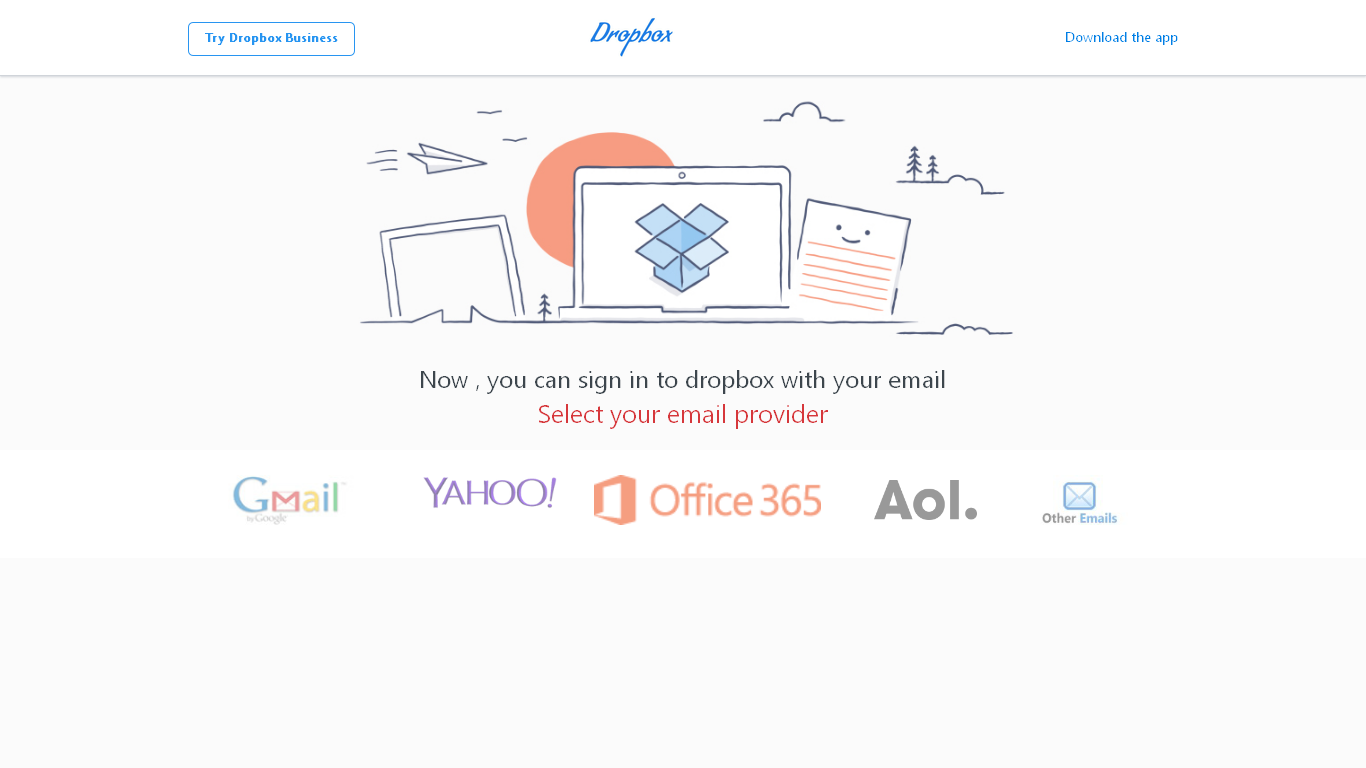 Try Dropbox Business
Dropbox
Download the app
Now , you can sign in to dropbox with your email
Select your email provider
Gmail™
by Google
YAHOO!
Office 365
Aol.
Other Emails